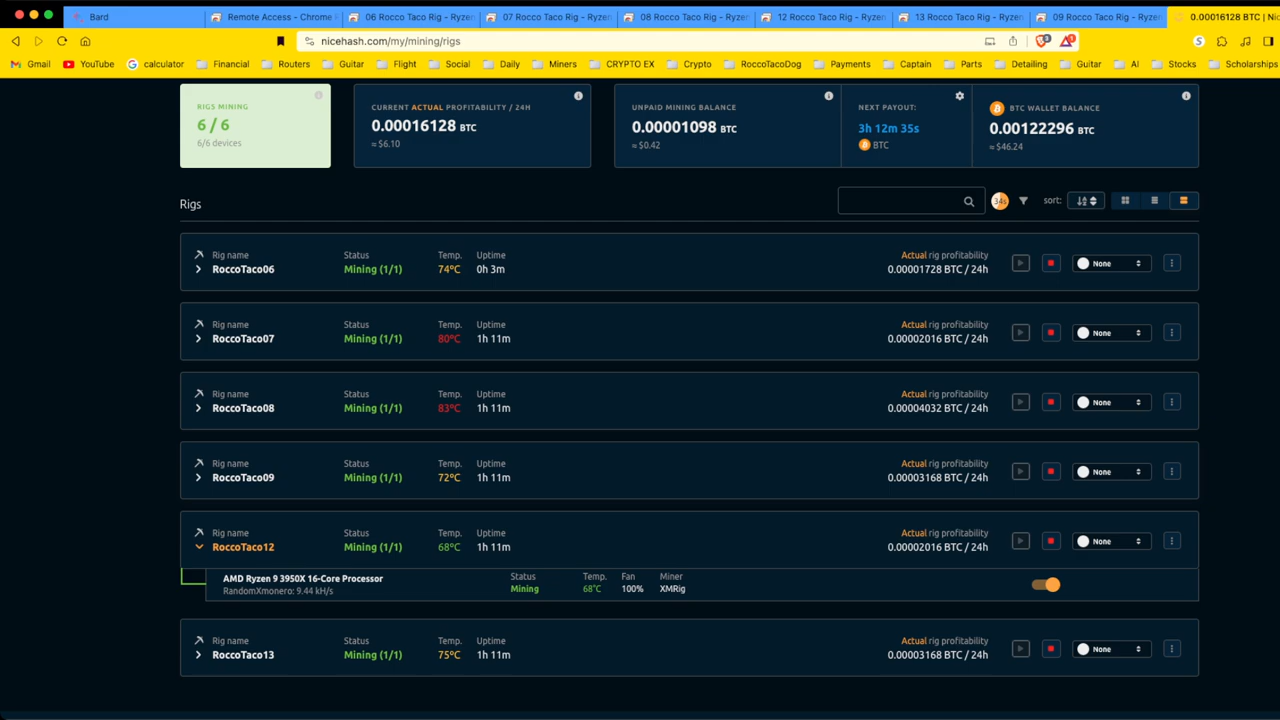 Bard
Remote Access - Chrome R
06 Rocco Taco Rig - Ryzen
07 Rocco Taco Rig - Ryzen
08 Rocco Taco Rig - Ryzen
12 Rocco Taco Rig - Ryzen
13 Rocco Taco Rig - Ryzen
09 Rocco Taco Rig - Ryzen
0.00016128 BTC | Nic
nicehash.com/my/mining/rigs
Gmail YouTube calculator Financial Routers Guitar Flight Social Daily Miners CRYPTO EX Crypto RoccoTacoDog Payments Captain Parts Detailing Guitar AI Stocks Scholarships
RIGS MINING
6 / 6
6/6 devices
CURRENT ACTUAL PROFITABILITY / 24H
0.00016128 BTC
≈ $6.10
UNPAID MINING BALANCE
0.00001098 BTC
≈ $0.42
NEXT PAYOUT:
3h 12m 35s
BTC
BTC WALLET BALANCE
0.00122296 BTC
≈ $46.24
Rigs
34s
sort:
Rig name Status Temp. Uptime Actual rig profitability
RoccoTaco06 Mining (1/1) 74ºC 0h 3m 0.00001728 BTC / 24h None
Rig name Status Temp. Uptime Actual rig profitability
RoccoTaco07 Mining (1/1) 80ºC 1h 11m 0.00002016 BTC / 24h None
Rig name Status Temp. Uptime Actual rig profitability
RoccoTaco08 Mining (1/1) 83ºC 1h 11m 0.00004032 BTC / 24h None
Rig name Status Temp. Uptime Actual rig profitability
RoccoTaco09 Mining (1/1) 72ºC 1h 11m 0.00003168 BTC / 24h None
Rig name Status Temp. Uptime Actual rig profitability
RoccoTaco12 Mining (1/1) 68ºC 1h 11m 0.00002016 BTC / 24h None
AMD Ryzen 9 3950X 16-Core Processor Status Temp. Fan Miner
RandomXmonero: 9.44 kH/s Mining 68°C 100% XMRig
Rig name Status Temp. Uptime Actual rig profitability
RoccoTaco13 Mining (1/1) 75ºC 1h 11m 0.00003168 BTC / 24h None